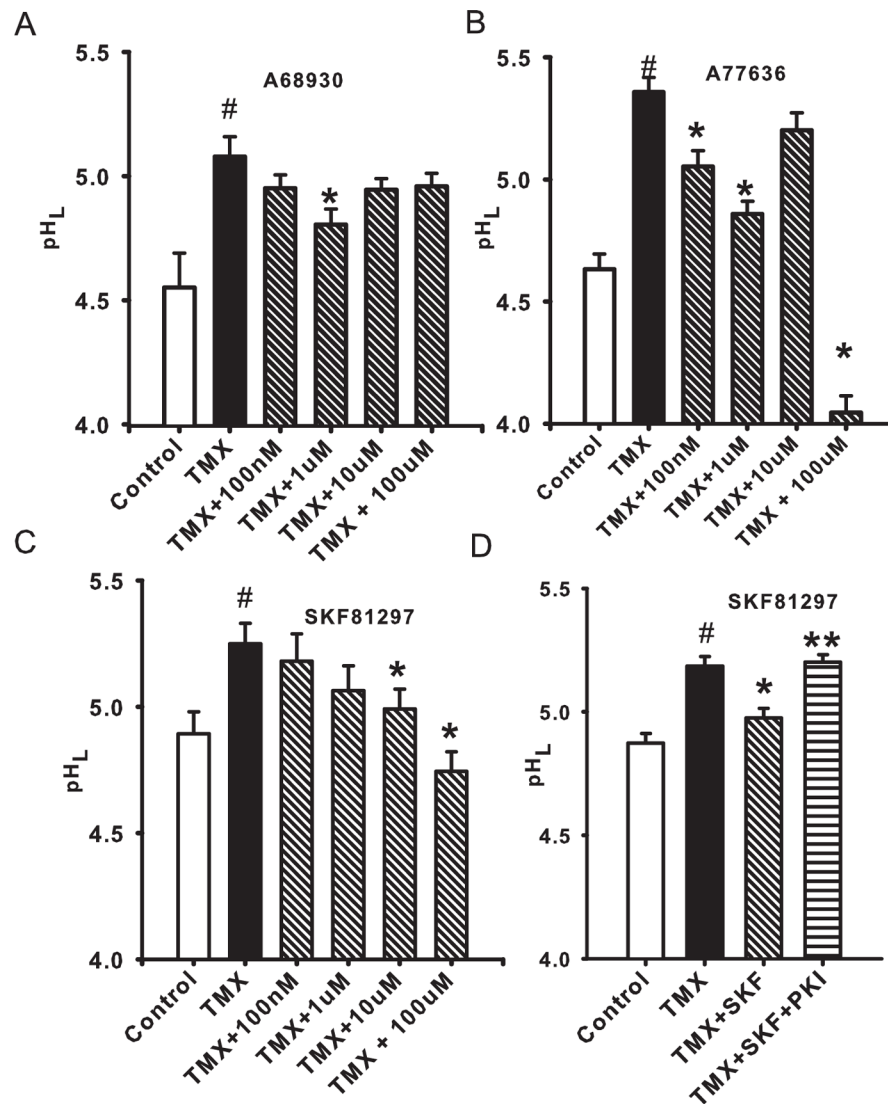 A
A68930
pHL
5.5
5.0
4.5
4.0
#
*
Control
TMX
TMX+100nM
TMX+1uM
TMX+10uM
TMX + 100uM
B
A77636
pHL
5.5
5.0
4.5
4.0
#
*
*
*
Control
TMX
TMX+100nM
TMX+1uM
TMX+10uM
TMX + 100uM
C
SKF81297
pHL
5.5
5.0
4.5
4.0
#
*
*
Control
TMX
TMX+100nM
TMX+1uM
TMX+10uM
TMX + 100uM
D
SKF81297
pHL
5.5
5.0
4.5
4.0
#
*
**
Control
TMX
TMX+SKF
TMX+SKF+PKI